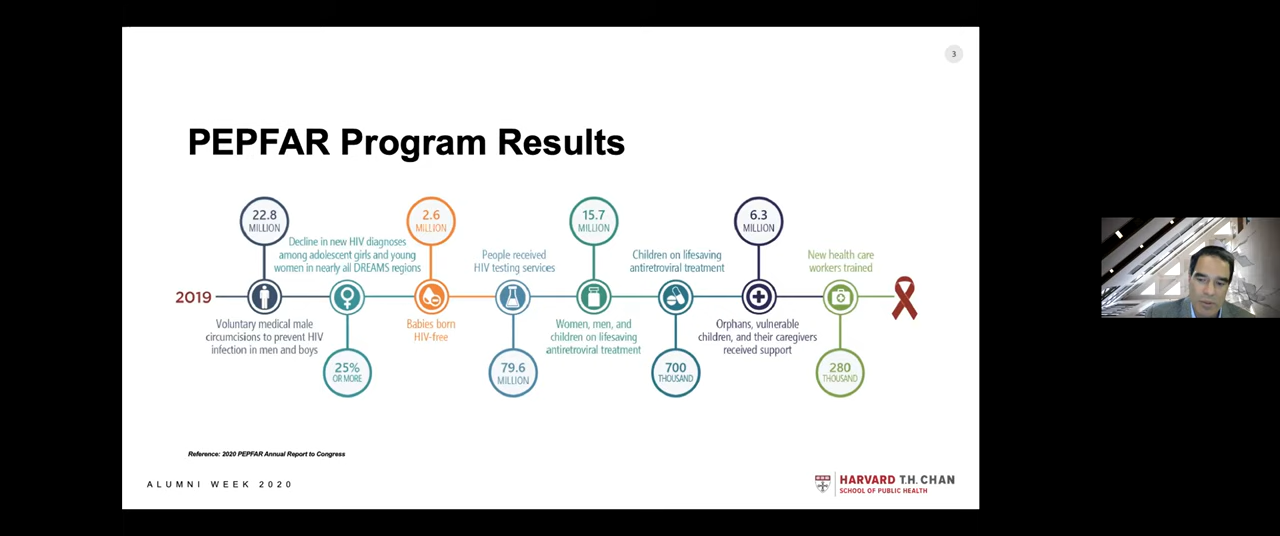 3
PEPFAR Program Results
22.8
MILLION
2.6
MILLION
15.7
MILLION
6.3
MILLION
Decline in new HIV diagnoses
among adolescent girls and young
women in nearly all DREAMS regions
People received
HIV testing services
Children on lifesaving
antiretroviral treatment
New health care
workers trained
2019
Voluntary medical male
circumcisions to prevent HIV
infection in men and boys
Babies born
HIV-free
Women, men, and
children on lifesaving
antiretroviral treatment
Orphans, vulnerable
children, and their caregivers
received support
25%
OR MORE
79.6
MILLION
700
THOUSAND
280
THOUSAND
Reference: 2020 PEPFAR Annual Report to Congress
ALUMNI WEEK 2020
HARVARD T.H. CHAN
SCHOOL OF PUBLIC HEALTH